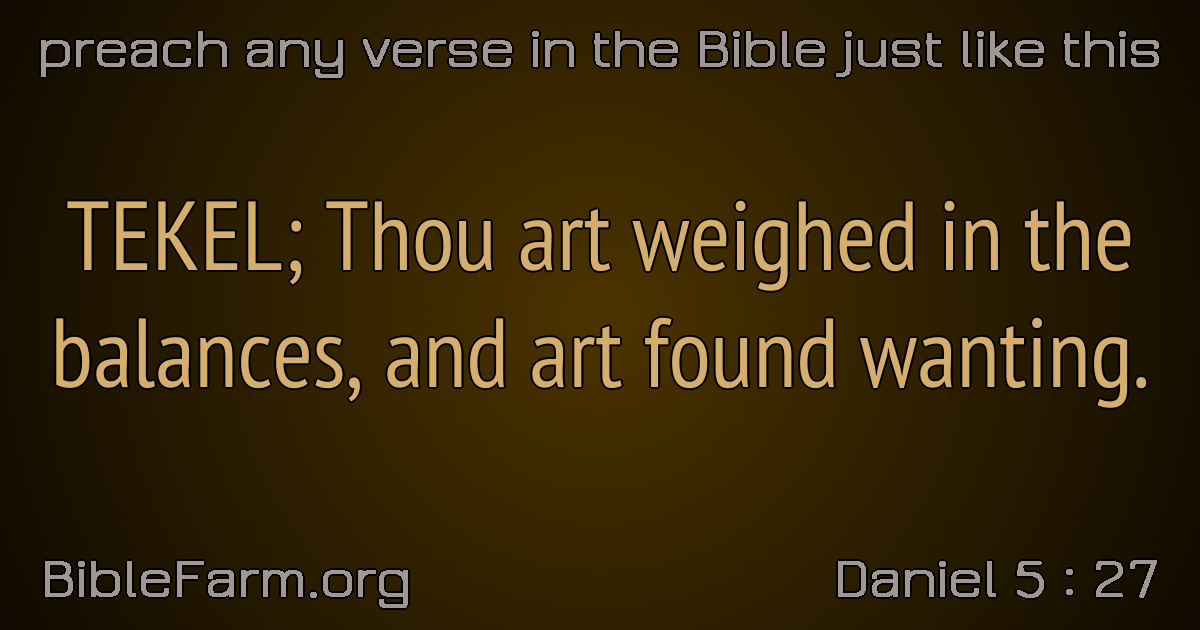 preach any verse in the Bible just like this
TEKEL; Thou art weighed in the
balances, and art found wanting.
BibleFarm.org
Daniel 5 : 27